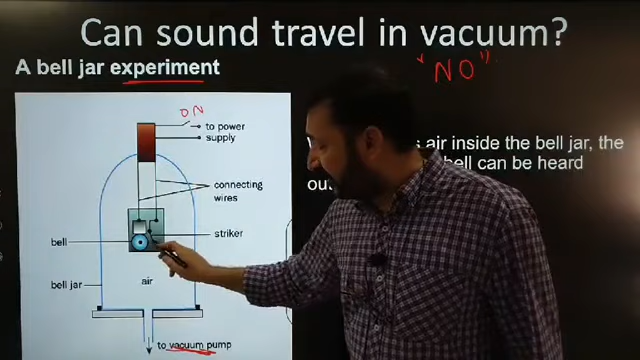 Can sound travel in vacuum?
A bell jar experiment
"NO"
ON
to power
supply
air inside the bell jar, the
bell can be heard
connecting
wires
bell
striker
bell jar
air
to vacuum pump